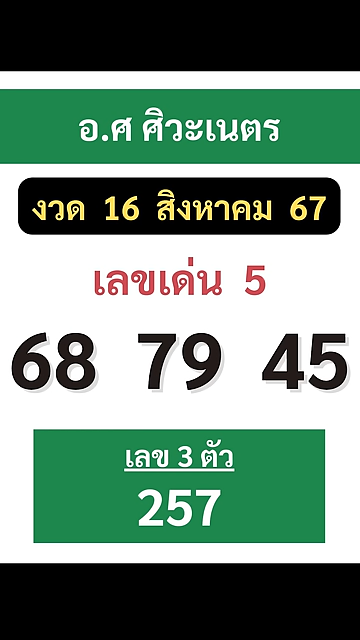 อ.ศ ศิวะเนตร
งวด 16 สิงหาคม 67
เลขเด่น 5
68 79 45
เลข 3 ตัว
257